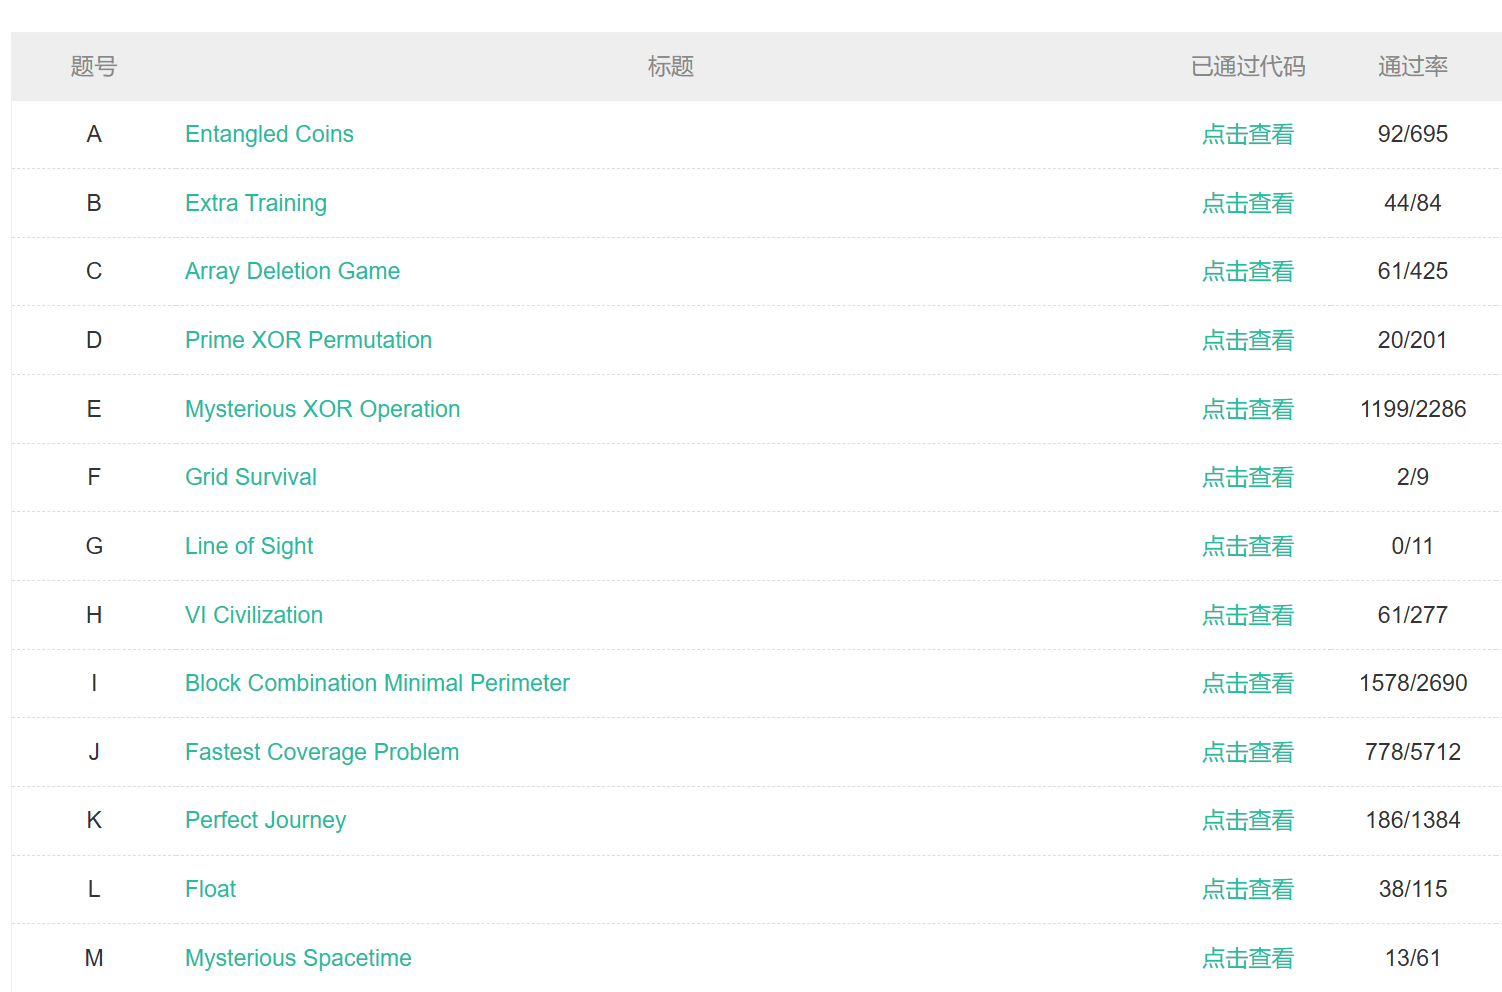 题号 标题 已通过代码 通过率
A Entangled Coins 点击查看 92/695
B Extra Training 点击查看 44/84
C Array Deletion Game 点击查看 61/425
D Prime XOR Permutation 点击查看 20/201
E Mysterious XOR Operation 点击查看 1199/2286
F Grid Survival 点击查看 2/9
G Line of Sight 点击查看 0/11
H VI Civilization 点击查看 61/277
I Block Combination Minimal Perimeter 点击查看 1578/2690
J Fastest Coverage Problem 点击查看 778/5712
K Perfect Journey 点击查看 186/1384
L Float 点击查看 38/115
M Mysterious Spacetime 点击查看 13/61